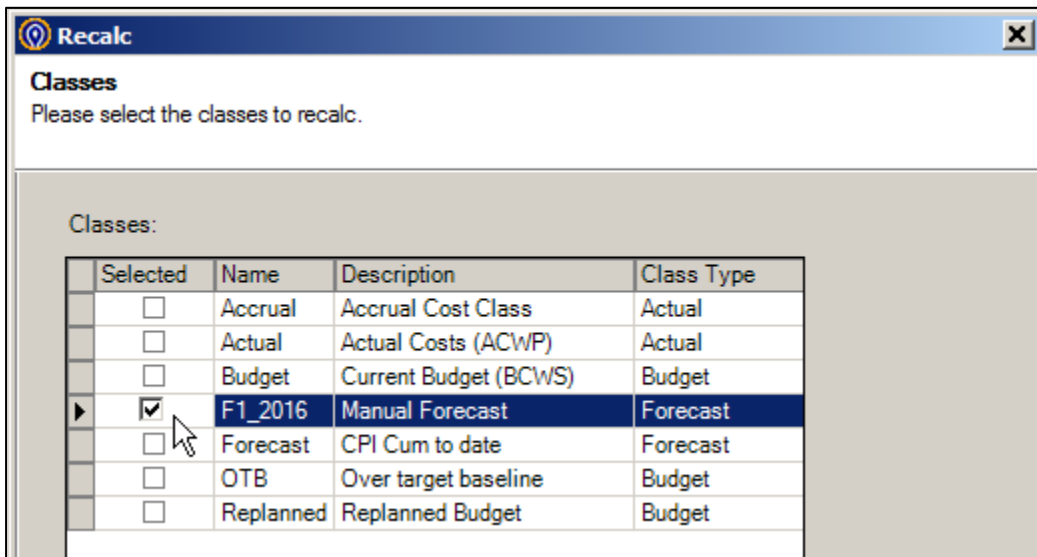 Recalc
Classes
Please select the classes to recalc.
Classes:
Selected Name Description Class Type
Accrual Accrual Cost Class Actual
Actual Actual Costs (ACWP) Actual
Budget Current Budget (BCWS) Budget
F1_2016 Manual Forecast Forecast
Forecast CPI Cum to date Forecast
OTB Over target baseline Budget
Replanned Replanned Budget Budget